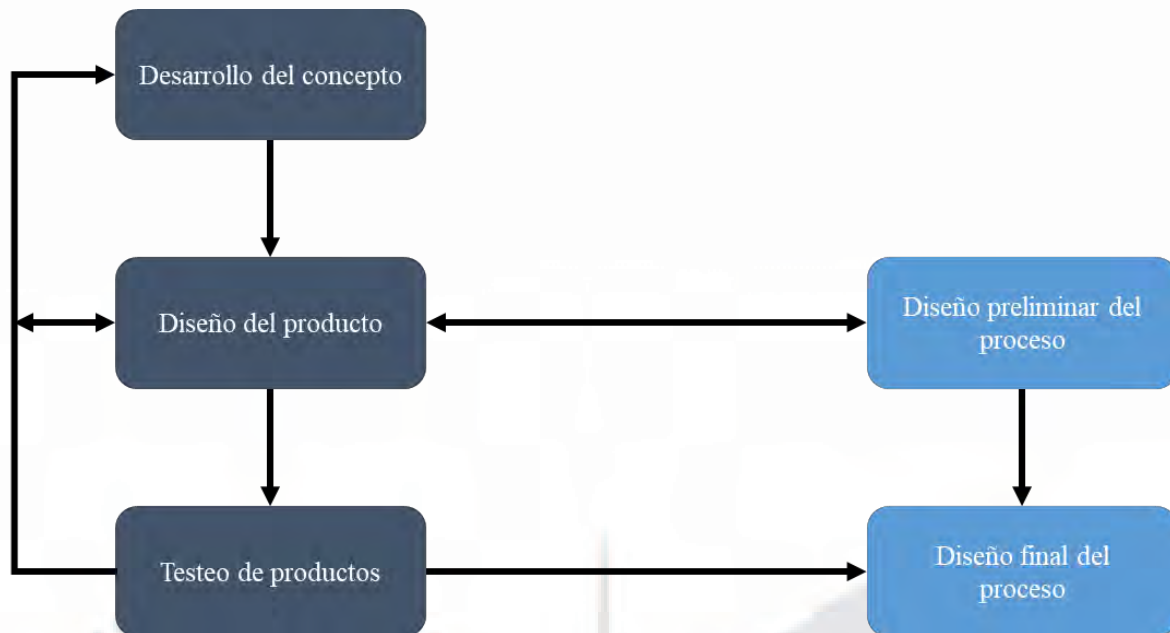 Desarrollo del concepto
Diseño del producto
Diseño preliminar del
proceso
Testeo de productos
Diseño final del
proceso